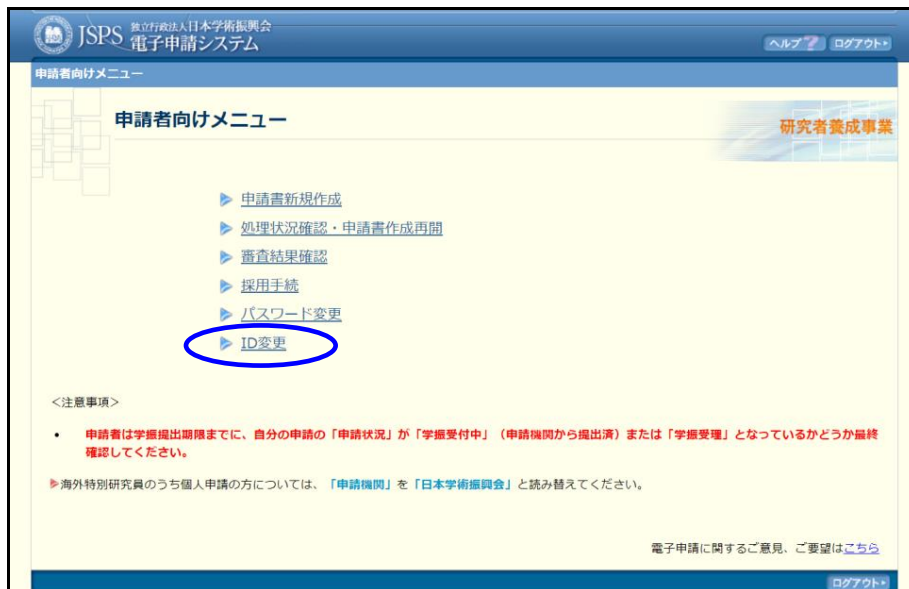 JSPS 独立行政法人日本学術振興会
電子申請システム
ヘルプ? ログアウト
申請者向けメニュー
申請者向けメニュー
研究者養成事業
申請書新規作成
処理状況確認・申請書作成再開
審査結果確認
採用手続
パスワード変更
ID変更
<注意事項>
• 申請者は学振提出期限までに、自分の申請の「申請状況」が「学振受付中」（申請機関から提出済）または「学振受理」となっているかどうか最終
確認してください。
海外特別研究員のうち個人申請の方については、「申請機関」を「日本学術振興会」と読み替えてください。
電子申請に関するご意見、ご要望はこちら
ログアウト